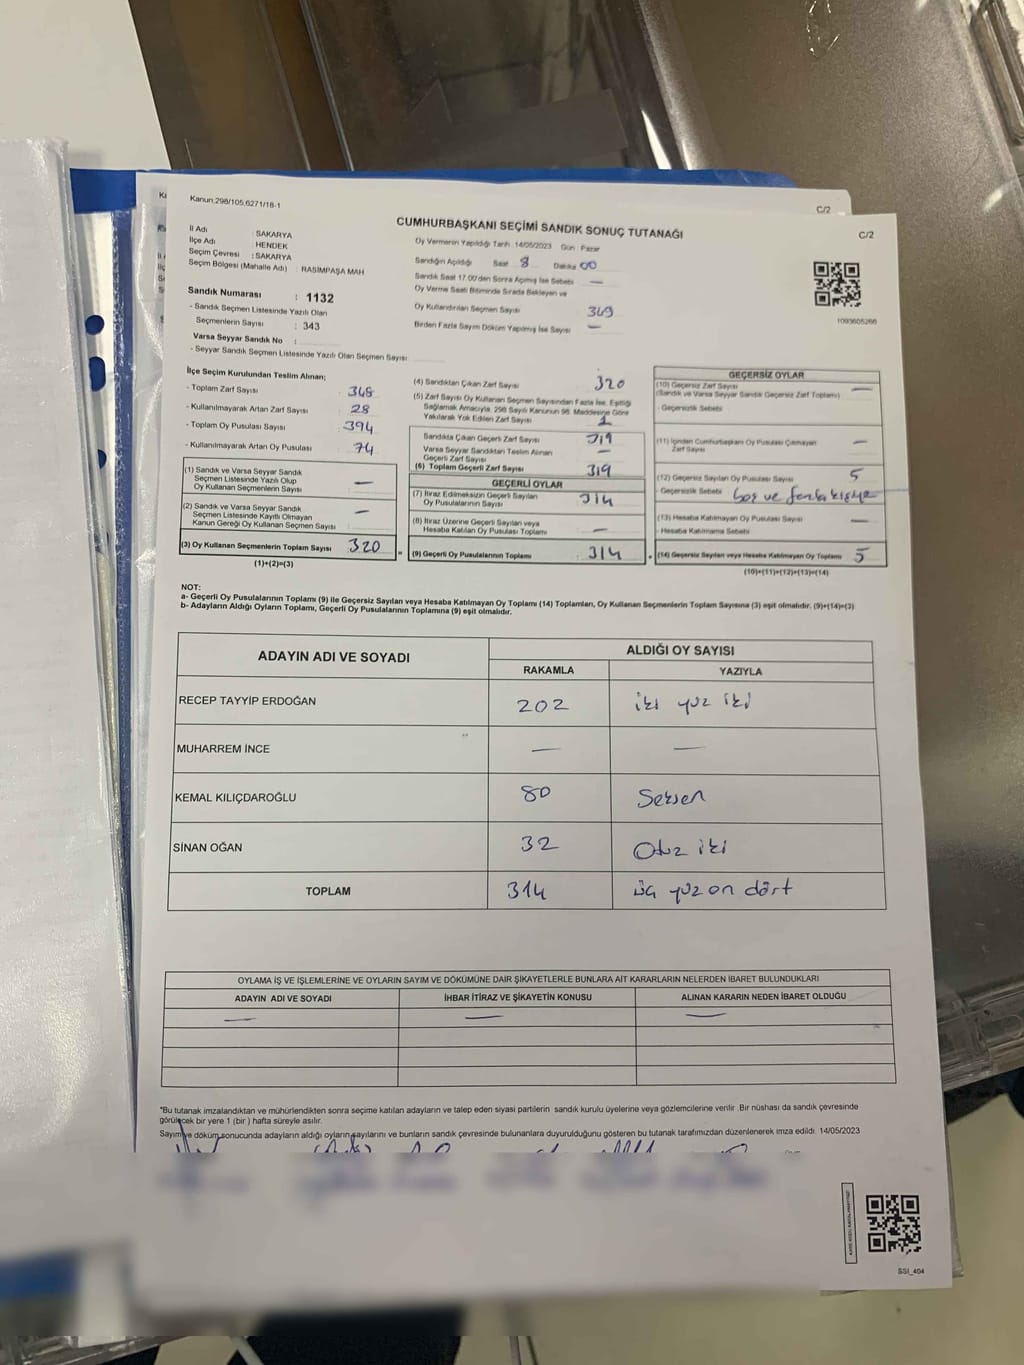 Kanun.298/105,6271/18-1
C/2
C/2
CUMHURBAŞKANI SEÇİMİ SANDIK SONUÇ TUTANAĞI
İl Adı : SAKARYA
İlçe Adı : HENDEK
Seçim Çevresi : SAKARYA
Seçim Bölgesi (Mahalle Adı) : RASİMPAŞA MAH
Sandık Numarası : 1132
- Sandık Seçmen Listesinde Yazılı Olan
Seçmenlerin Sayısı : 343
Varsa Seyyar Sandık No :
- Seyyar Sandık Seçmen Listesinde Yazılı Olan Seçmen Sayısı:
Oy Vermenin Yapıldığı Tarih 14/05/2023 Gün Pazar
Sandığın Açıldığı Saat 8 Dakika 00
Sandık Saat 17.00'den Sonra Açılmış İse Sebebi —
Oy Verme Saati Bitiminde Sırada Bekleyen ve
Oy Kullandırılan Seçmen Sayısı
Birden Fazla Sayım Döküm Yapılmış İse Sayısı —
1093605266
İlçe Seçim Kurulundan Teslim Alınan;
- Toplam Zarf Sayısı 348
- Kullanılmayarak Artan Zarf Sayısı 28
- Toplam Oy Pusulası Sayısı 394
- Kullanılmayarak Artan Oy Pusulası 74
(1) Sandık ve Varsa Seyyar Sandık
Seçmen Listesinde Yazılı Olup
Oy Kullanan Seçmenlerin Sayısı —
(2) Sandık ve Varsa Seyyar Sandık
Seçmen Listesinde Kayıtlı Olmayan
Kanun Gereği Oy Kullanan Seçmen Sayısı —
(3) Oy Kullanan Seçmenlerin Toplam Sayısı 320
(1)+(2)=(3)
(4) Sandıktan Çıkan Zarf Sayısı 320
(5) Zarf Sayısı Oy Kullanan Seçmen Sayısından Fazla İse, Eşitliği
Sağlamak Amacıyla, 298 Sayılı Kanunun 98. Maddesine Göre
Yakılarak Yok Edilen Zarf Sayısı 1
Sandıkta Çıkan Geçerli Zarf Sayısı 319
Varsa Seyyar Sandıktan Teslim Alınan
Geçerli Zarf Sayısı —
(6) Toplam Geçerli Zarf Sayısı 319
GEÇERLİ OYLAR
(7) İtiraz Edilmeksizin Geçerli Sayılan
Oy Pusulalarının Sayısı 314
(8) İtiraz Üzerine Geçerli Sayılan veya
Hesaba Katılan Oy Pusulası Toplamı —
= (9) Geçerli Oy Pusulalarının Toplamı 314
GEÇERSİZ OYLAR
(10) Geçersiz Zarf Sayısı —
(Sandık ve Varsa Seyyar Sandık Geçersiz Zarf Toplamı)
- Geçersizlik Sebebi
(11) İçinden Cumhurbaşkanı Oy Pusulası Çıkmayan
Zarf Sayısı —
(12) Geçersiz Sayılan Oy Pusulası Sayısı 5
- Geçersizlik Sebebi boş ve fazla kişiye
(13) Hesaba Katılmayan Oy Pusulası Sayısı —
- Hesaba Katılmama Sebebi
+ (14) Geçersiz Sayılan veya Hesaba Katılmayan Oy Toplamı 5
(10)+(11)+(12)+(13)=(14)
NOT:
a- Geçerli Oy Pusulalarının Toplamı (9) ile Geçersiz Sayılan veya Hesaba Katılmayan Oy Toplamı (14) Toplamları, Oy Kullanan Seçmenlerin Toplam Sayısına (3) eşit olmalıdır. (9)+(14)=(3)
b- Adayların Aldığı Oyların Toplamı, Geçerli Oy Pusulalarının Toplamına (9) eşit olmalıdır.
ADAYIN ADI VE SOYADI
ALDIĞI OY SAYISI
RAKAMLA YAZIYLA
RECEP TAYYİP ERDOĞAN 202 iki yüz iki
MUHARREM İNCE — —
KEMAL KILIÇDAROĞLU 80 Seksen
SİNAN OĞAN 32 Otuz iki
TOPLAM 314 üç yüz on dört
OYLAMA İŞ VE İŞLEMLERİNE VE OYLARIN SAYIM VE DÖKÜMÜNE DAİR ŞİKAYETLERLE BUNLARA AİT KARARLARIN NELERDEN İBARET BULUNDUKLARI
ADAYIN ADI VE SOYADI İHBAR İTİRAZ VE ŞİKAYETİN KONUSU ALINAN KARARIN NEDEN İBARET OLDUĞU
— — —
*Bu tutanak imzalandıktan ve mühürlendikten sonra seçime katılan adayların ve talep eden siyasi partilerin sandık kurulu üyelerine veya gözlemcilerine verilir. Bir nüshası da sandık çevresinde
görülecek bir yere 1 (bir) hafta süreyle asılır.
Sayım ve döküm sonucunda adayların aldığı oyların sayılarını ve bunların sandık çevresinde bulunanlara duyurulduğunu gösteren bu tutanak tarafımızdan düzenlenerek imza edildi. 14/05/2023
SSI_404